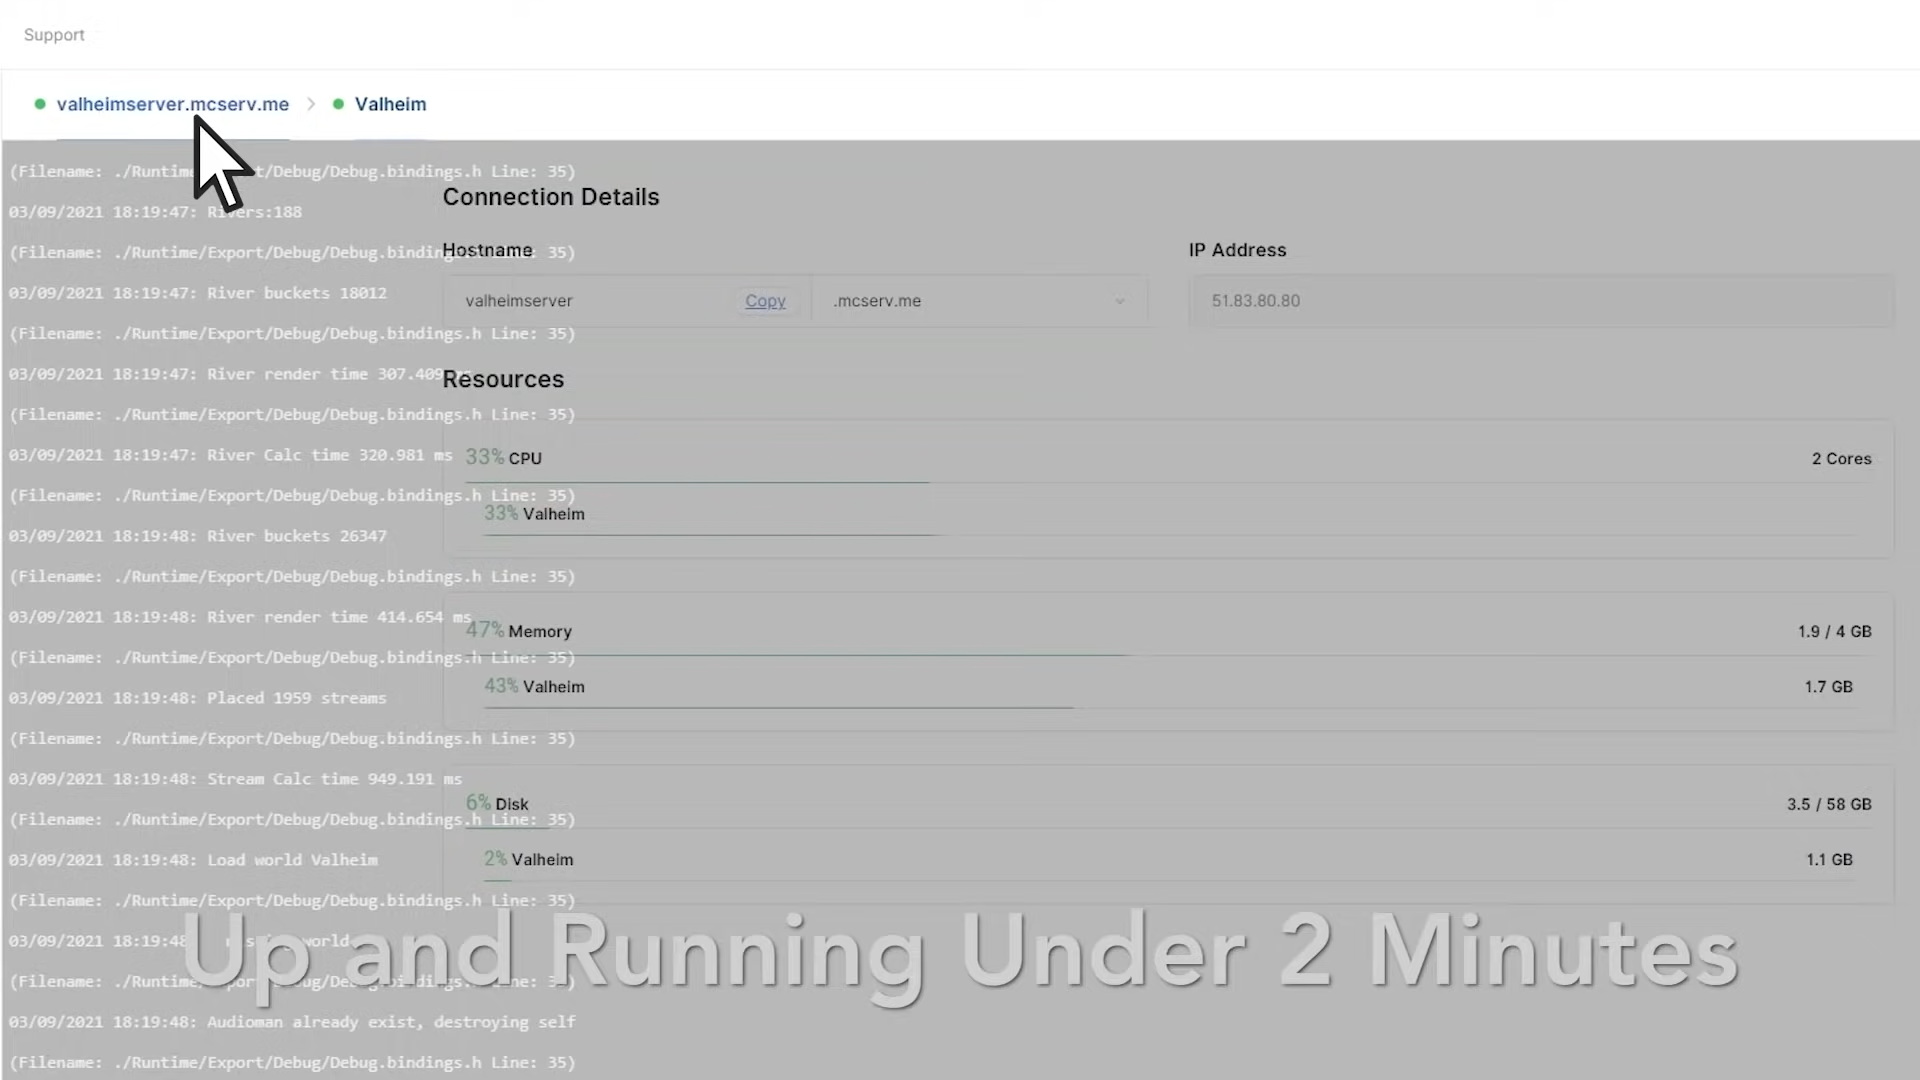 Support
valheimserver.mcserv.me > Valheim
(Filename: ./Runtime /Debug/Debug.bindings.h Line: 35)
Connection Details
03/09/2021 18:19:47: Rivers:188
(Filename: ./Runtime/Export/Debug/Debug.bindings.h Line: 35)
Hostname
IP Address
03/09/2021 18:19:47: River buckets 18012
valheimserver
Copy
.mcserv.me
51.83.80.80
(Filename: ./Runtime/Export/Debug/Debug.bindings.h Line: 35)
03/09/2021 18:19:47: River render time 307.409
Resources
(Filename: ./Runtime/Export/Debug/Debug.bindings.h Line: 35)
03/09/2021 18:19:47: River Calc time 320.981 ms
33% CPU
2 Cores
(Filename: ./Runtime/Export/Debug/Debug.bindings.h Line: 35)
33% Valheim
03/09/2021 18:19:48: River buckets 26347
(Filename: ./Runtime/Export/Debug/Debug.bindings.h Line: 35)
03/09/2021 18:19:48: River render time 414.654 ms
47% Memory
1.9 / 4 GB
(Filename: ./Runtime/Export/Debug/Debug.bindings.h Line: 35)
43% Valheim
1.7 GB
03/09/2021 18:19:48: Placed 1959 streams
(Filename: ./Runtime/Export/Debug/Debug.bindings.h Line: 35)
03/09/2021 18:19:48: Stream Calc time 949.191 ms
6% Disk
3.5 / 58 GB
(Filename: ./Runtime/Export/Debug/Debug.bindings.h Line: 35)
03/09/2021 18:19:48: Load world Valheim
2% Valheim
1.1 GB
(Filename: ./Runtime/Export/Debug/Debug.bindings.h Line: 35)
03/09/2021 18:19:48 world
Up and Running Under 2 Minutes
(Filename:
03/09/2021 18:19:48: Audioman already exist, destroying self
(Filename: ./Runtime/Export/Debug/Debug.bindings.h Line: 35)